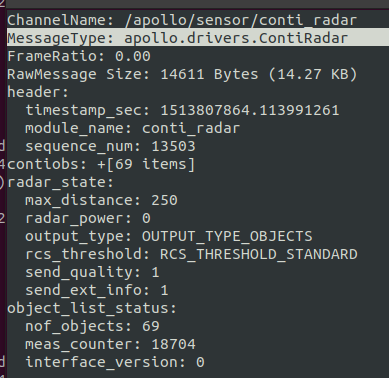 ChannelName: /apollo/sensor/conti_radar
MessageType: apollo.drivers.ContiRadar
FrameRatio: 0.00
RawMessage Size: 14611 Bytes (14.27 KB)
header:
  timestamp_sec: 1513807864.113991261
  module_name: conti_radar
  sequence_num: 13503
contiobs: +[69 items]
radar_state:
  max_distance: 250
  radar_power: 0
  output_type: OUTPUT_TYPE_OBJECTS
  rcs_threshold: RCS_THRESHOLD_STANDARD
  send_quality: 1
  send_ext_info: 1
object_list_status:
  nof_objects: 69
  meas_counter: 18704
  interface_version: 0